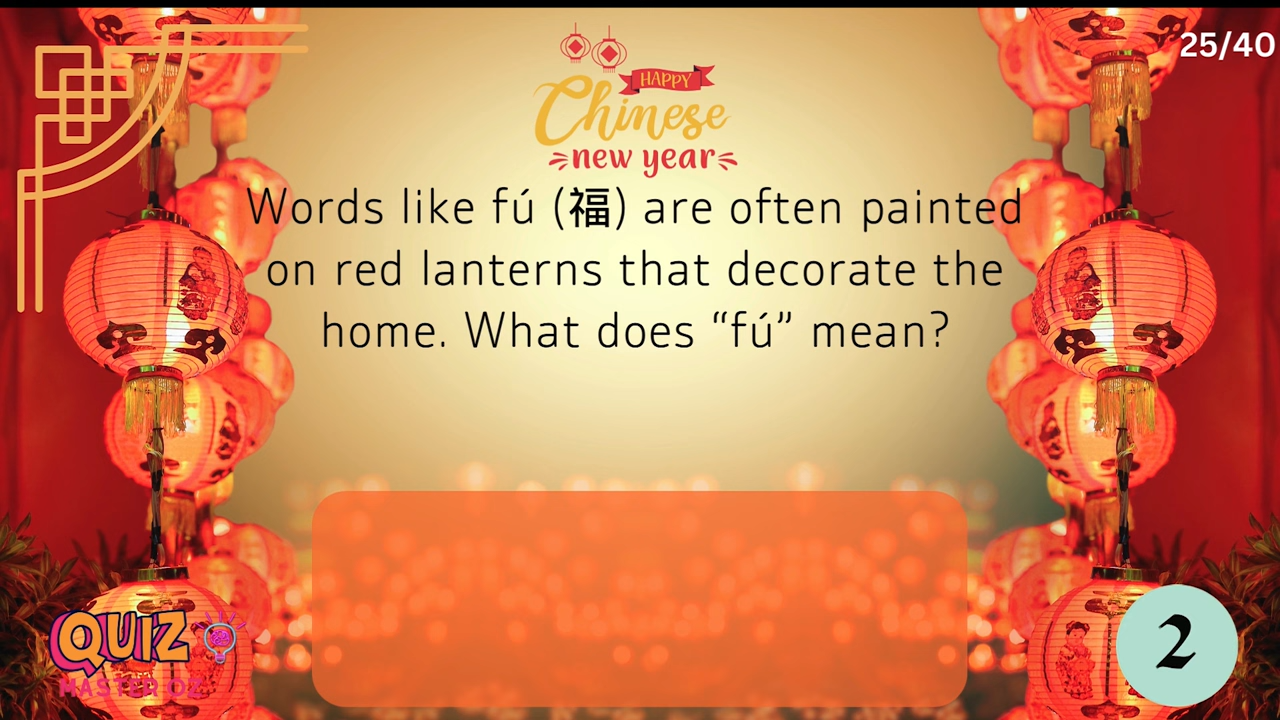 25/40
HAPPY
Chinese
new year
Words like fú (福) are often painted
on red lanterns that decorate the
home. What does “fú” mean?
QUIZ
MASTER OZ
2